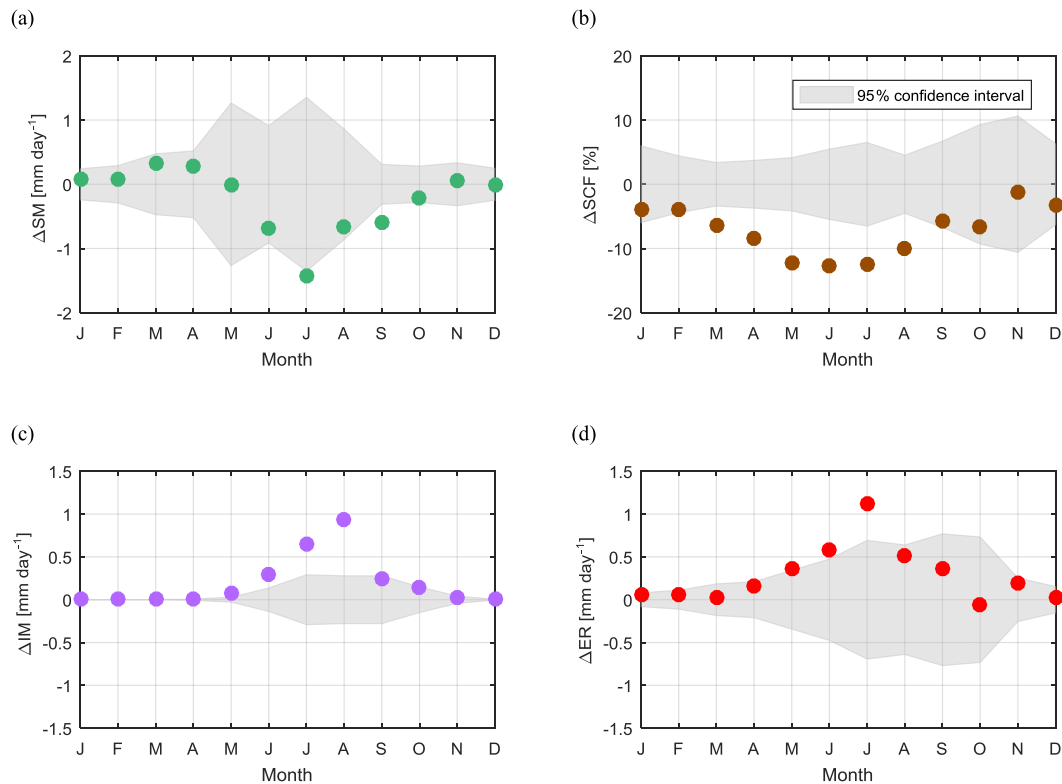 (a)
(b)
2
1
0
-1
-2
ΔSM [mm day⁻¹]
J F M A M J J A S O N D
Month
20
10
0
-10
-20
ΔSCF [%]
95% confidence interval
J F M A M J J A S O N D
Month
(c)
(d)
1.5
1
0.5
0
-0.5
-1
-1.5
ΔIM [mm day⁻¹]
J F M A M J J A S O N D
Month
1.5
1
0.5
0
-0.5
-1
-1.5
ΔER [mm day⁻¹]
J F M A M J J A S O N D
Month